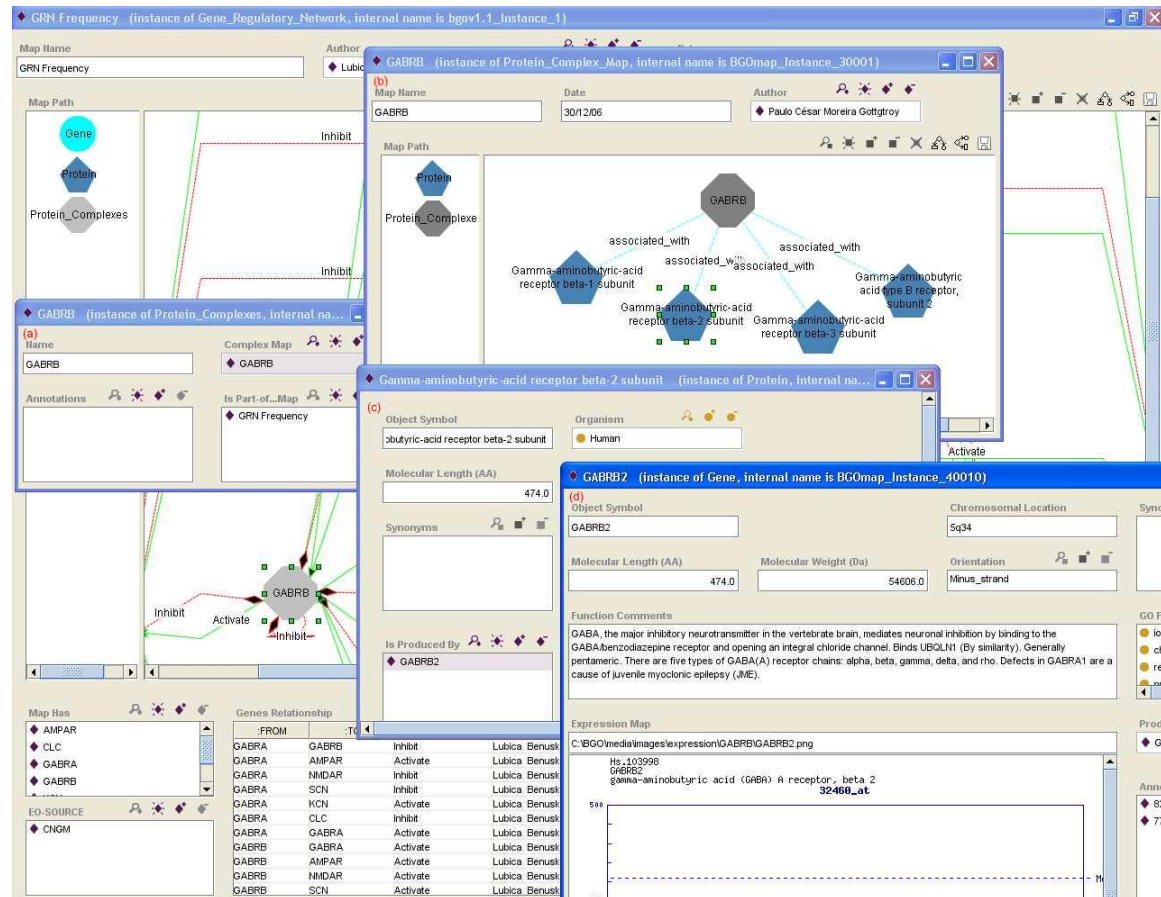 GRN Frequency (instance of Gene_Regulatory_Network, internal name is bgov1.1_Instance_1)
Map Name
Author
GRN Frequency
Lubic
Map Path
Gene
Protein
Protein_Complexes
Inhibit
Inhibit
GABRB (instance of Protein_Complex_Map, internal name is BGOmap_Instance_30001)
(b)
Map Name
Date
Author
GABRB
30/12/06
Paulo César Moreira Gottgtroy
Map Path
Protein
Protein_Complexe
GABRB
associated_with
associated_with
associated_with
associated_with
Gamma-aminobutyric-acid
receptor beta-1 subunit
Gamma-aminobutyric-acid
receptor beta-2 subunit
Gamma-aminobutyric-acid
receptor beta-3 subunit
Gamma-aminobutyric
acid type B receptor,
subunit 2
Activate
GABRB (instance of Protein_Complexes, internal na...
(a)
Name
Complex Map
GABRB
GABRB
Annotations
Is Part-of...Map
GRN Frequency
GABRB
Inhibit
Activate
Inhibit
Gamma-aminobutyric-acid receptor beta-2 subunit (instance of Protein, internal na...
(c)
Object Symbol
Organism
obutyric-acid receptor beta-2 subunit
Human
Molecular Length (AA)
474.0
Synonyms
Is Produced By
GABRB2
GABRB2 (instance of Gene, internal name is BGOmap_Instance_40010)
(d)
Object Symbol
Chromosomal Location
Syno
GABRB2
5q34
Molecular Length (AA)
Molecular Weight (Da)
Orientation
474.0
54606.0
Minus_strand
Function Comments
GO F
GABA, the major inhibitory neurotransmitter in the vertebrate brain, mediates neuronal inhibition by binding to the
GABA/benzodiazepine receptor and opening an integral chloride channel. Binds UBQLN1 (By similarity). Generally
pentameric. There are five types of GABA(A) receptor chains: alpha, beta, gamma, delta, and rho. Defects in GABRA1 are a
cause of juvenile myoclonic epilepsy (JME).
io
cl
re
Expression Map
Prod
C:\BGO\media\images\expression\GABRB\GABRB2.png
G
Hs.103998
GABRB2
gamma-aminobutyric acid (GABA) A receptor, beta 2
32460_at
500
Anno
82
77
Map Has
AMPAR
CLC
GABRA
GABRB
EO-SOURCE
CNGM
Genes Relationship
:FROM :TO
GABRA GABRB Inhibit Lubica Benusk
GABRA AMPAR Activate Lubica Benusk
GABRA NMDAR Inhibit Lubica Benusk
GABRA SCN Inhibit Lubica Benusk
GABRA KCN Activate Lubica Benusk
GABRA CLC Inhibit Lubica Benusk
GABRA GABRA Activate Lubica Benusk
GABRB GABRA Activate Lubica Benusk
GABRB AMPAR Activate Lubica Benusk
GABRB NMDAR Activate Lubica Benusk
GABRB SCN Activate Lubica Benusk